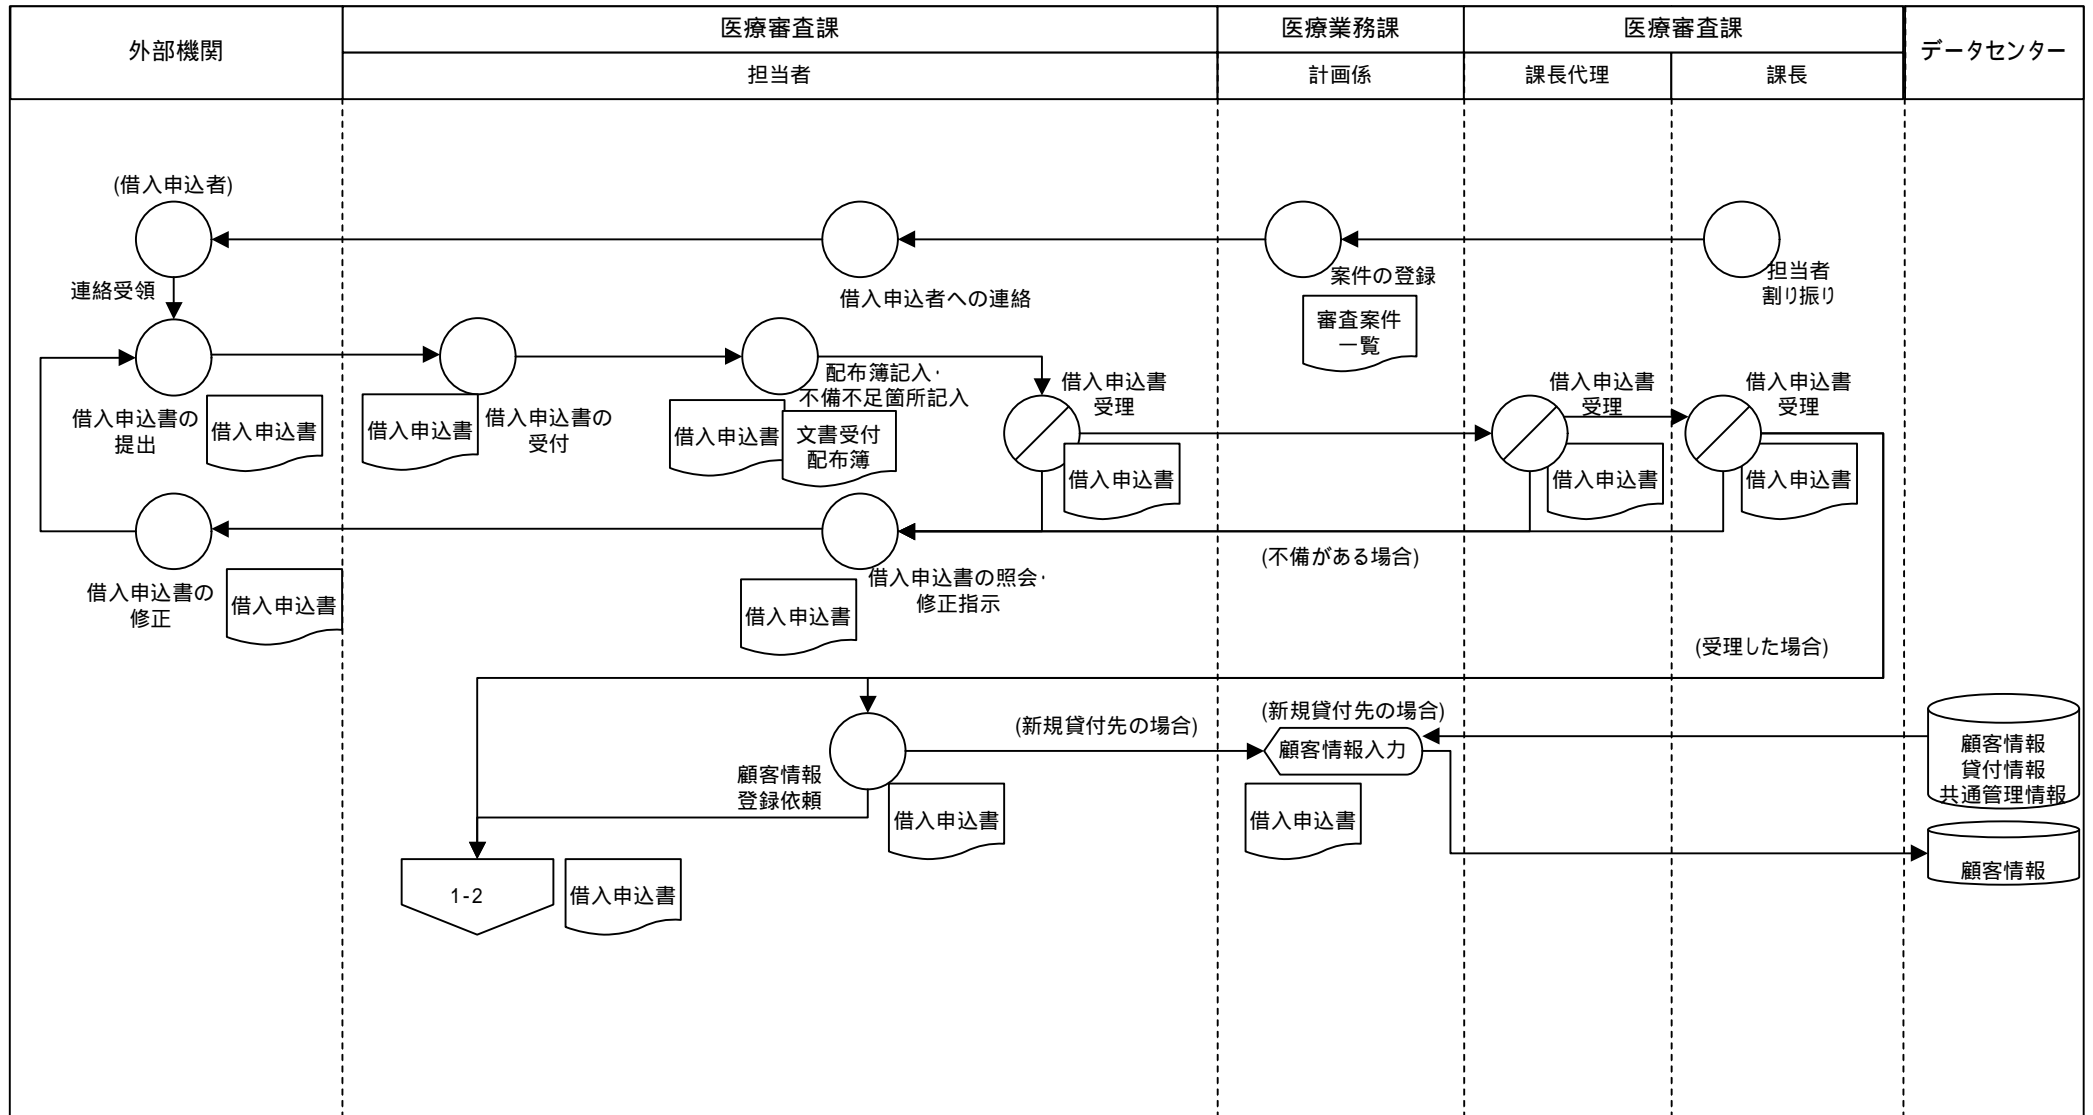 外部機関
医療審査課
医療業務課
医療審査課
データセンター
担当者
計画係
課長代理
課長
(借入申込者)
連絡受領
借入申込者への連絡
案件の登録
審査案件
一覧
担当者
割り振り
借入申込書の
提出
借入申込書
借入申込書
借入申込書の
受付
配布簿記入・
不備不足箇所記入
借入申込書
文書受付
配布簿
借入申込書
受理
借入申込書
借入申込書
受理
借入申込書
借入申込書
受理
借入申込書
借入申込書の
修正
借入申込書
借入申込書の照会・
修正指示
借入申込書
(不備がある場合)
(受理した場合)
(新規貸付先の場合)
(新規貸付先の場合)
顧客情報
登録依頼
借入申込書
顧客情報入力
借入申込書
顧客情報
貸付情報
共通管理情報
顧客情報
1-2
借入申込書